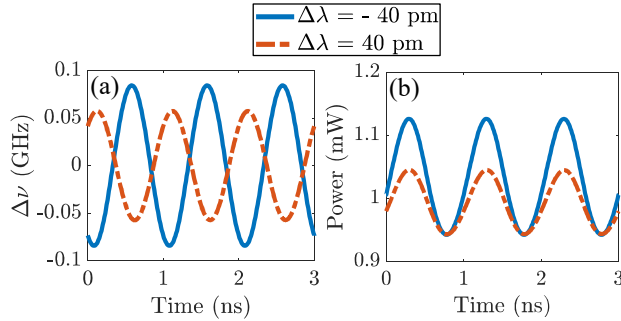 Δλ = - 40 pm
Δλ = 40 pm
(a)
0.1
0.05
0
-0.05
-0.1
Δν (GHz)
0
1
2
3
Time (ns)
(b)
1.2
1.1
1
0.9
Power (mW)
0
1
2
3
Time (ns)